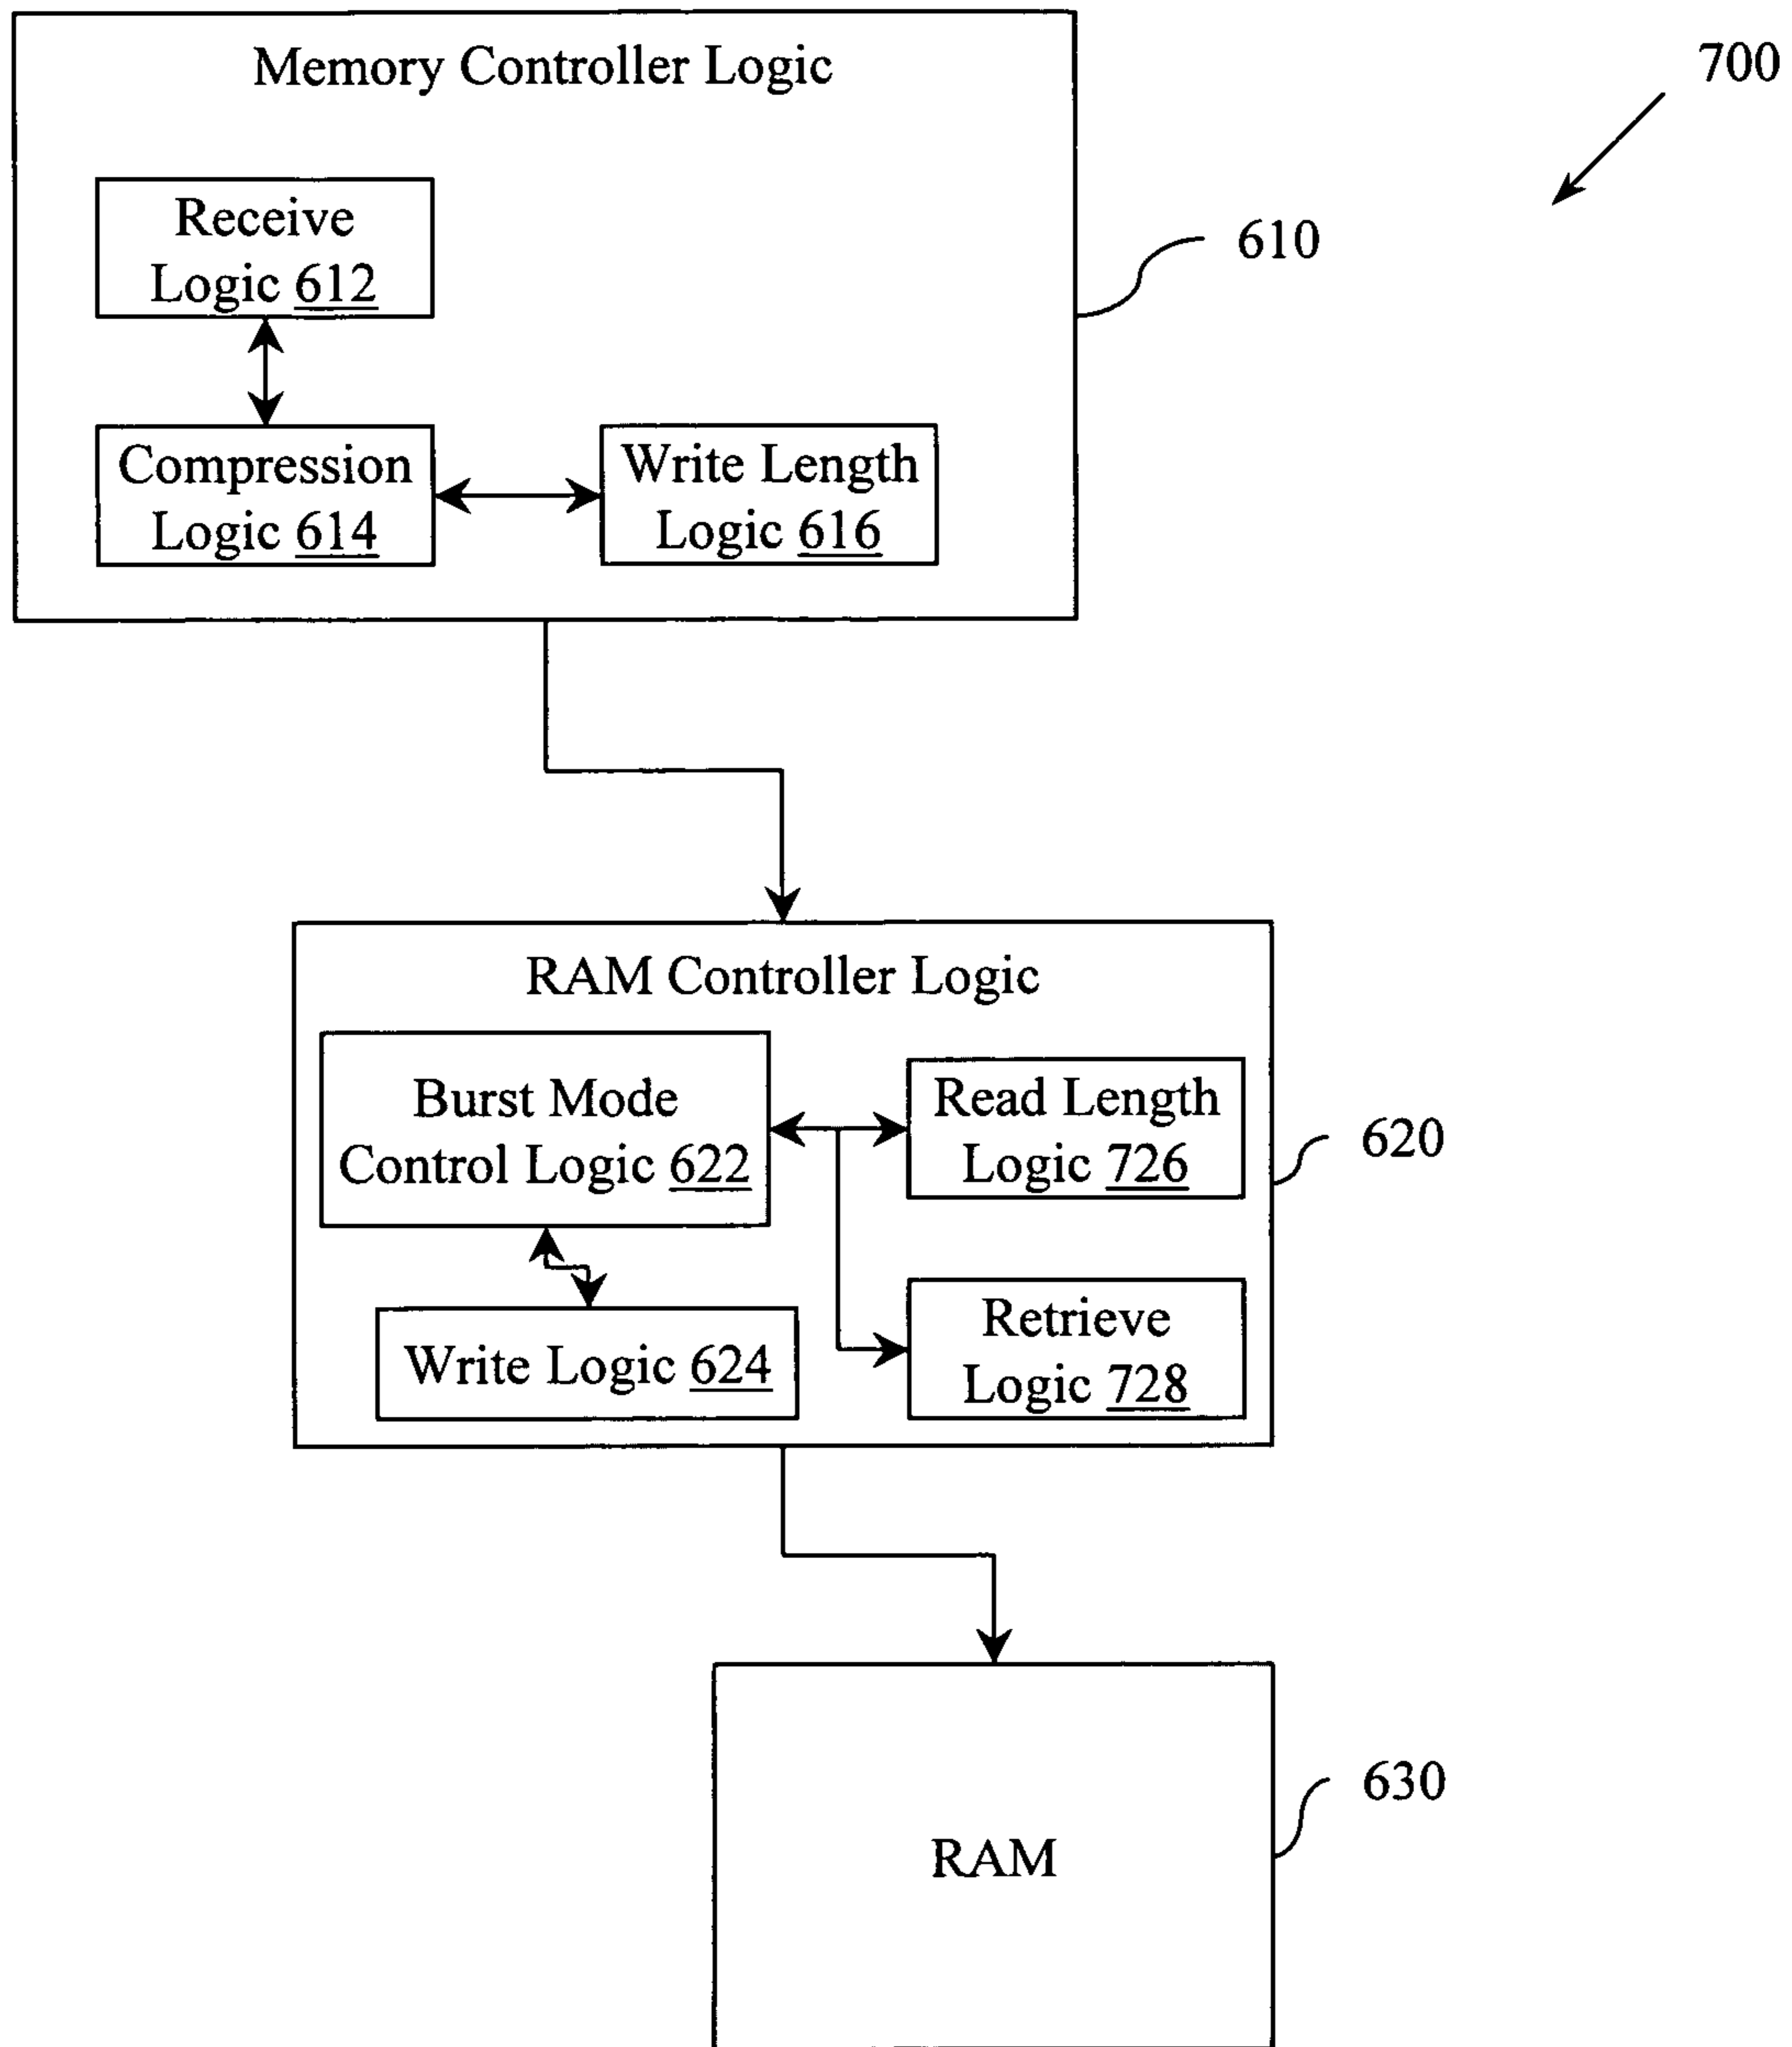 Memory Controller Logic
700
Receive
Logic 612
610
Compression
Logic 614
Write Length
Logic 616
RAM Controller Logic
Burst Mode
Control Logic 622
Read Length
Logic 726
620
Write Logic 624
Retrieve
Logic 728
RAM
630